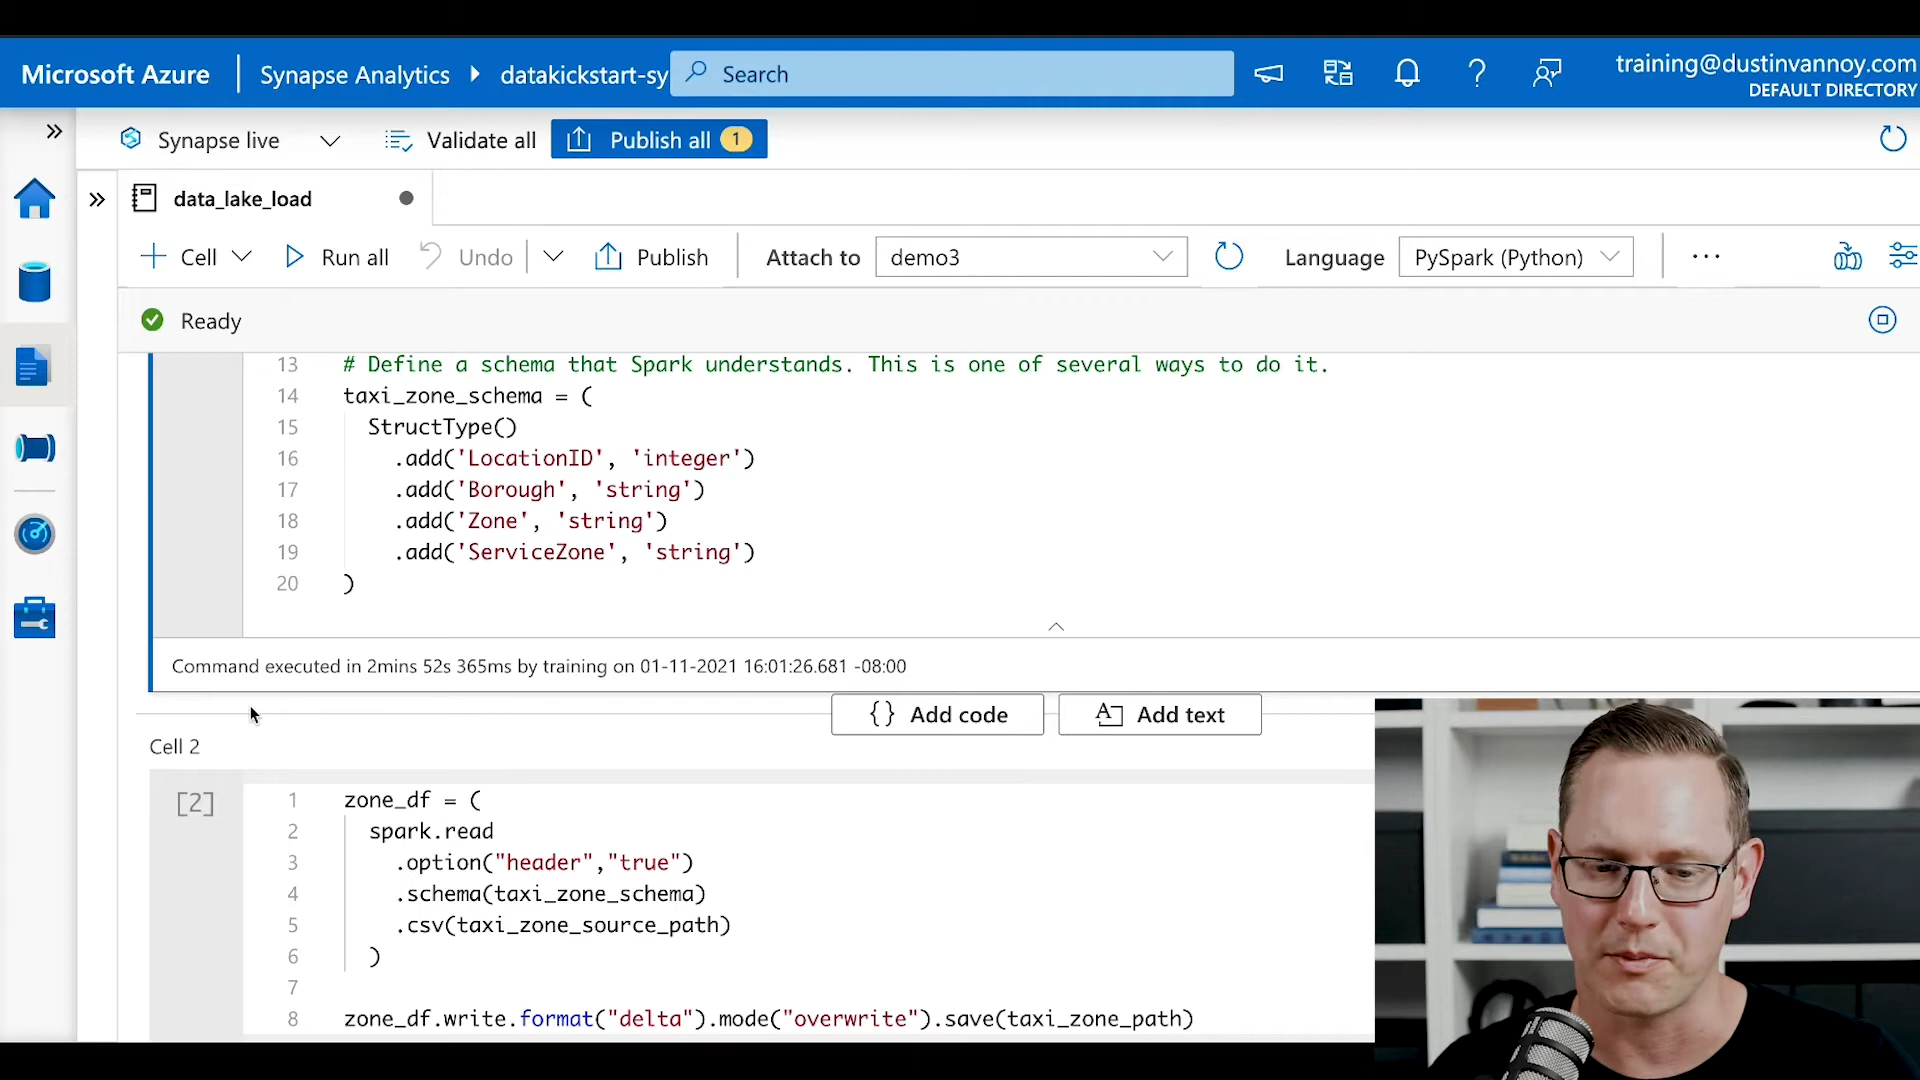 Microsoft Azure
Synapse Analytics
datakickstart-sy
Search
training@dustinvannoy.com
DEFAULT DIRECTORY
Synapse live
Validate all
Publish all 1
data_lake_load
Cell
Run all
Undo
Publish
Attach to
demo3
Language
PySpark (Python)
Ready
13 # Define a schema that Spark understands. This is one of several ways to do it.
14 taxi_zone_schema = (
15 StructType()
16 .add('LocationID', 'integer')
17 .add('Borough', 'string')
18 .add('Zone', 'string')
19 .add('ServiceZone', 'string')
20 )
Command executed in 2mins 52s 365ms by training on 01-11-2021 16:01:26.681 -08:00
{} Add code
Add text
Cell 2
[2]
1 zone_df = (
2 spark.read
3 .option("header","true")
4 .schema(taxi_zone_schema)
5 .csv(taxi_zone_source_path)
6 )
7
8 zone_df.write.format("delta").mode("overwrite").save(taxi_zone_path)